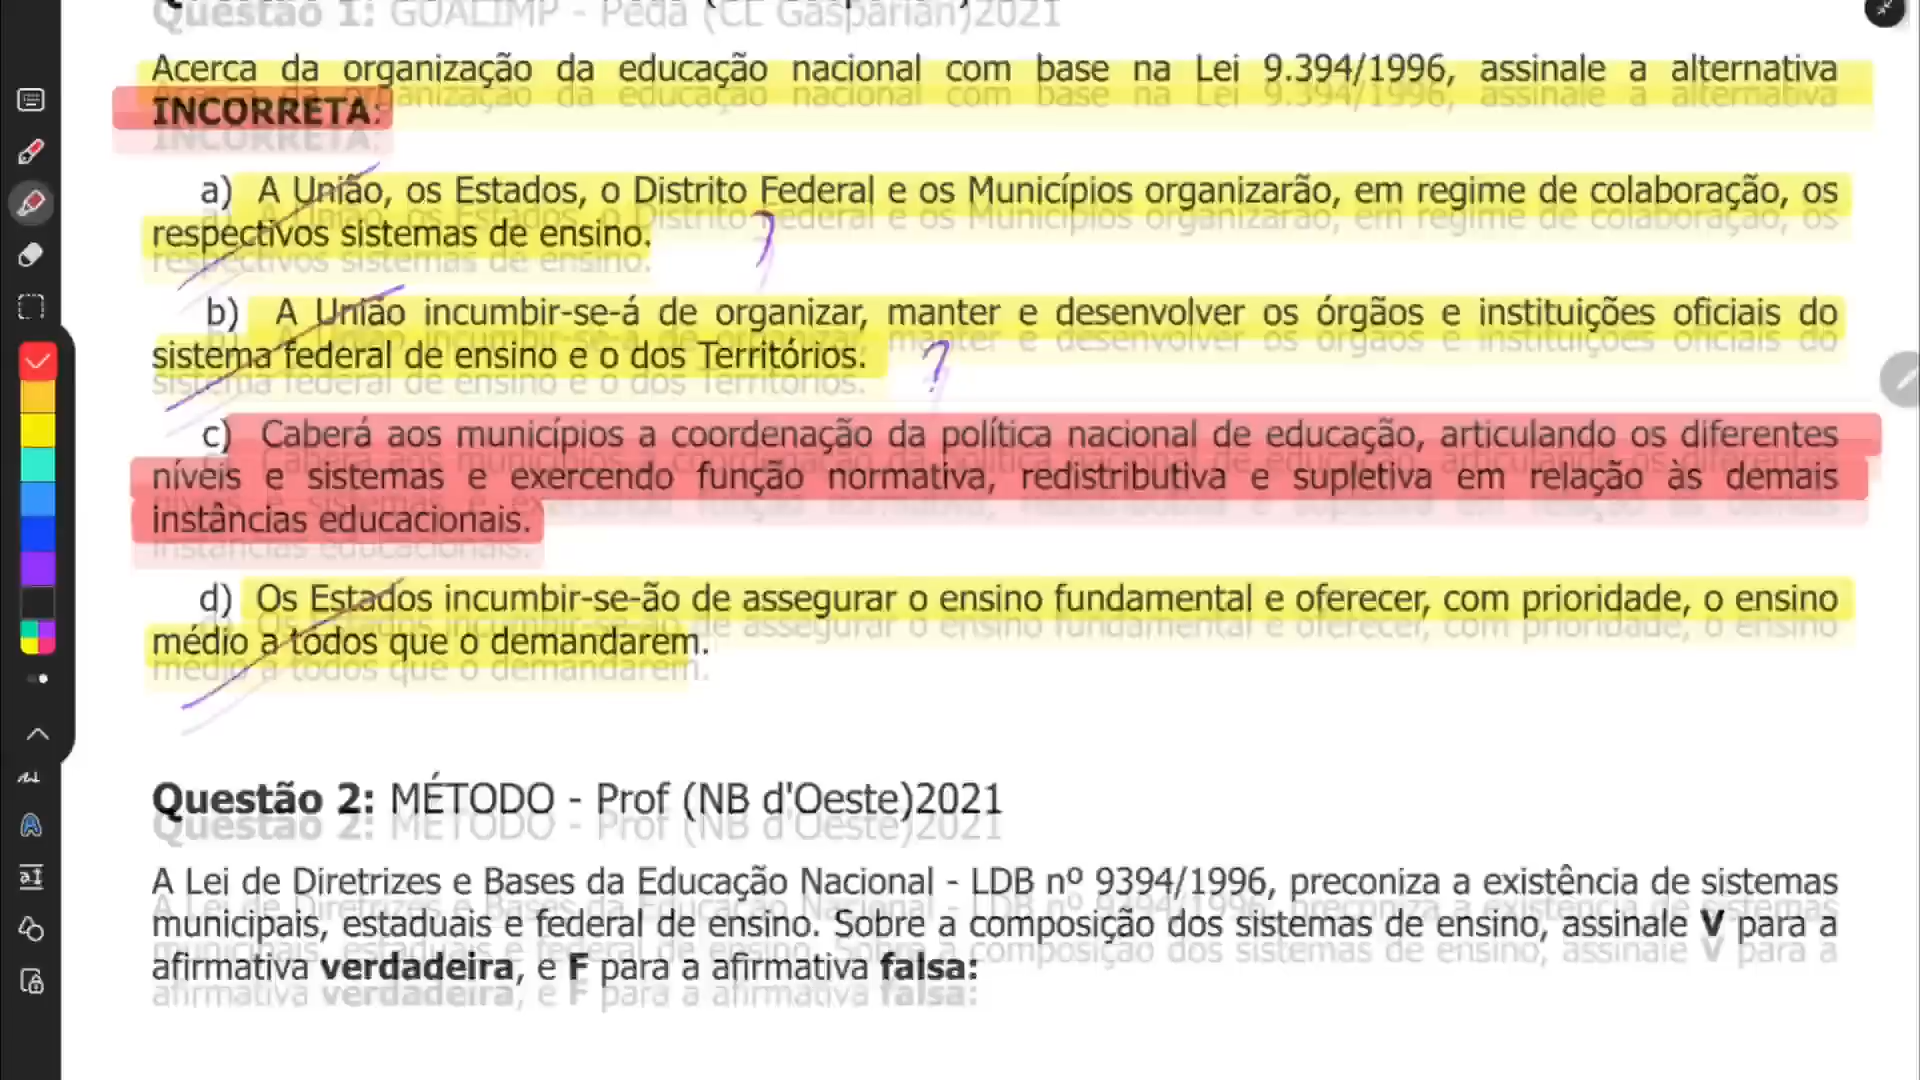 Questão 1: GUALIMP - Peda (CL Gasparian)2021
Acerca da organização da educação nacional com base na Lei 9.394/1996, assinale a alternativa
INCORRETA:
a) A União, os Estados, o Distrito Federal e os Municípios organizarão, em regime de colaboração, os
respectivos sistemas de ensino.
b) A União incumbir-se-á de organizar, manter e desenvolver os órgãos e instituições oficiais do
sistema federal de ensino e o dos Territórios.
c) Caberá aos municípios a coordenação da política nacional de educação, articulando os diferentes
níveis e sistemas e exercendo função normativa, redistributiva e supletiva em relação às demais
instâncias educacionais.
d) Os Estados incumbir-se-ão de assegurar o ensino fundamental e oferecer, com prioridade, o ensino
médio a todos que o demandarem.
Questão 2: MÉTODO - Prof (NB d'Oeste)2021
A Lei de Diretrizes e Bases da Educação Nacional - LDB nº 9394/1996, preconiza a existência de sistemas
municipais, estaduais e federal de ensino. Sobre a composição dos sistemas de ensino, assinale V para a
afirmativa verdadeira, e F para a afirmativa falsa: